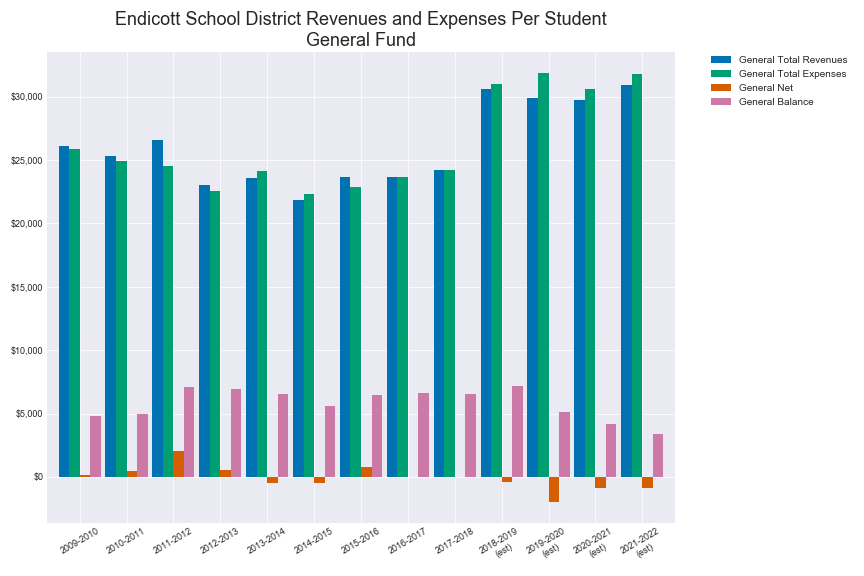 Endicott School District Revenues and Expenses Per Student
General Fund
General Total Revenues
General Total Expenses
General Net
General Balance
$30,000
$25,000
$20,000
$15,000
$10,000
$5,000
$0
2009-2010
2010-2011
2011-2012
2012-2013
2013-2014
2014-2015
2015-2016
2016-2017
2017-2018
2018-2019
(est)
2019-2020
(est)
2020-2021
(est)
2021-2022
(est)